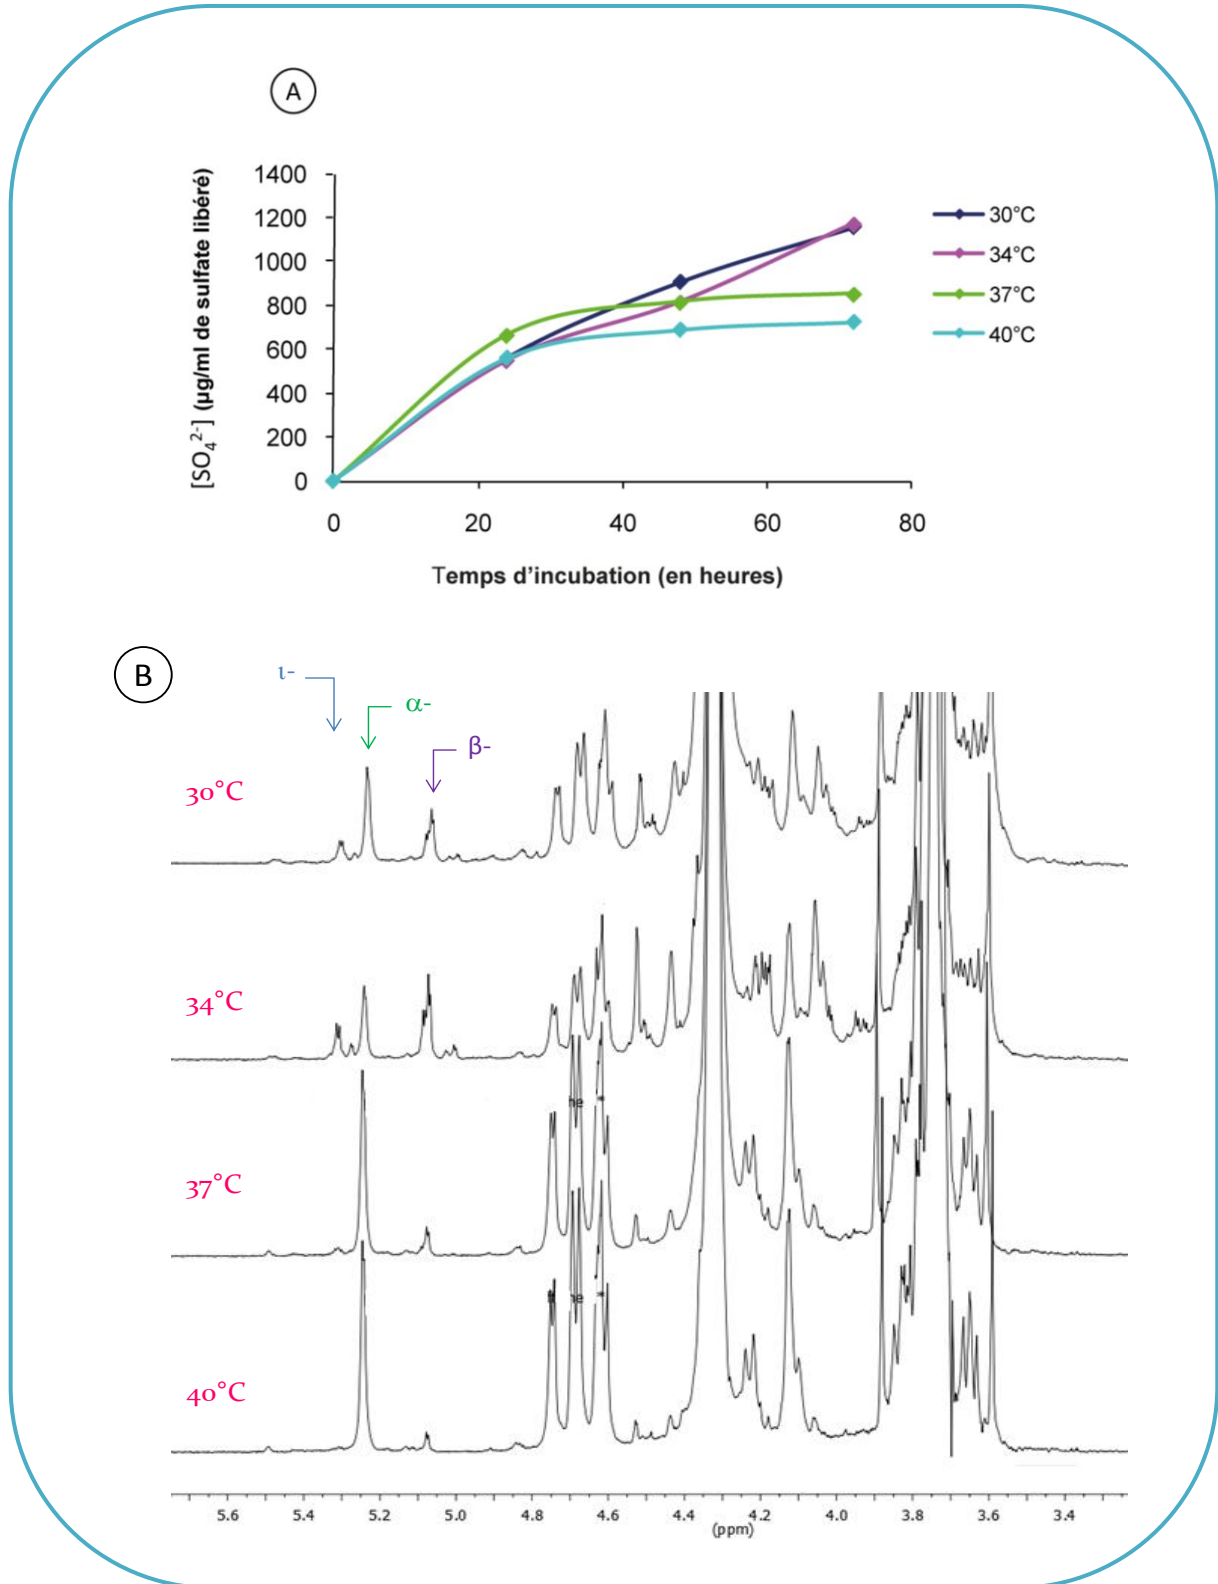 A
[SO₄²⁻] (µg/ml de sulfate libéré)
1400
1200
1000
800
600
400
200
0
0 20 40 60 80
Temps d'incubation (en heures)
30°C
34°C
37°C
40°C
B
ι-
α-
β-
30°C
34°C
37°C
40°C
5.6 5.4 5.2 5.0 4.8 4.6 4.4 4.2 4.0 3.8 3.6 3.4
(ppm)